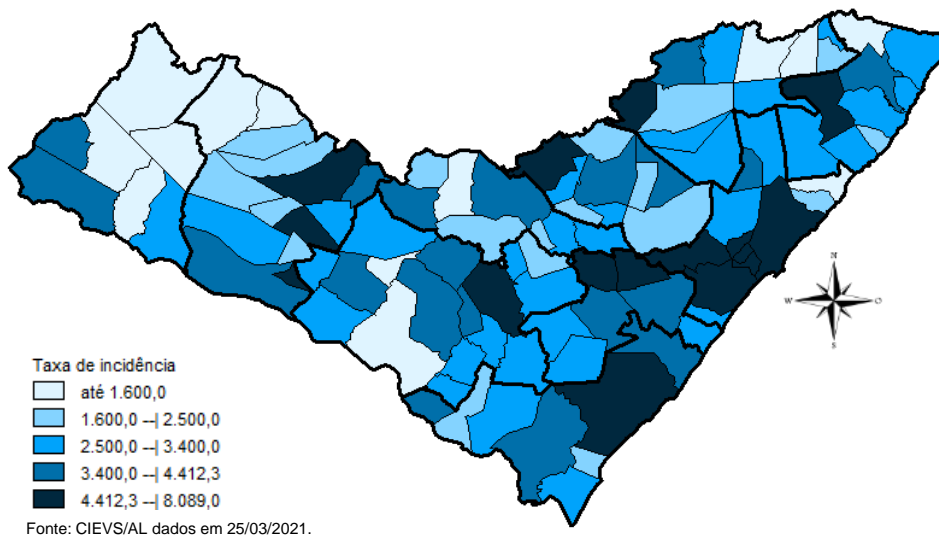 N
W
O
S
Taxa de incidência
até 1.600,0
1.600,0 --| 2.500,0
2.500,0 --| 3.400,0
3.400,0 --| 4.412,3
4.412,3 --| 8.089,0
Fonte: CIEVS/AL dados em 25/03/2021.